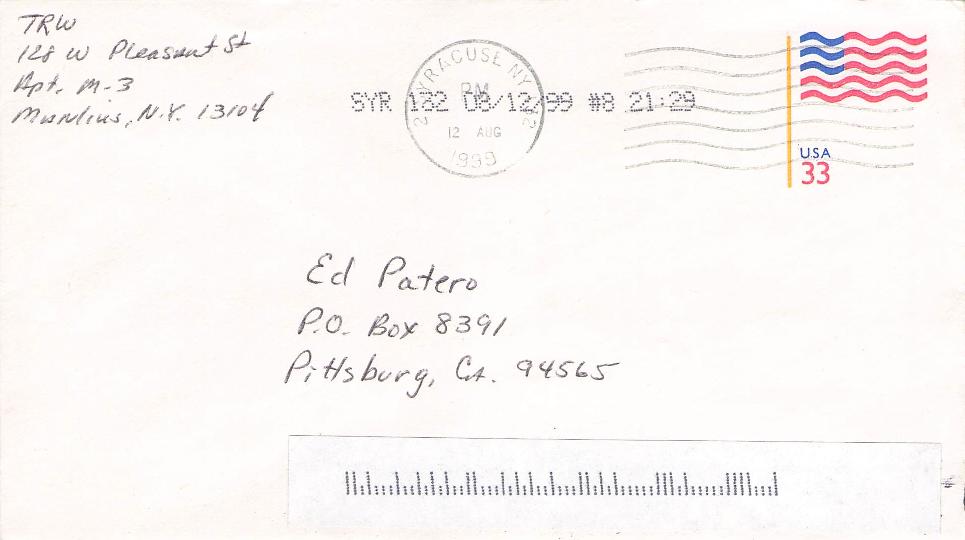 TRW
128 W Pleasant St
Apt. M-3
Manlius, N.Y. 13104
SYRACUSE NY 132
PM
12 AUG
1999
SYR 132 08/12/99 #8 21:29
USA
33
Ed Patero
P.O. Box 8391
Pittsburg, CA. 94565